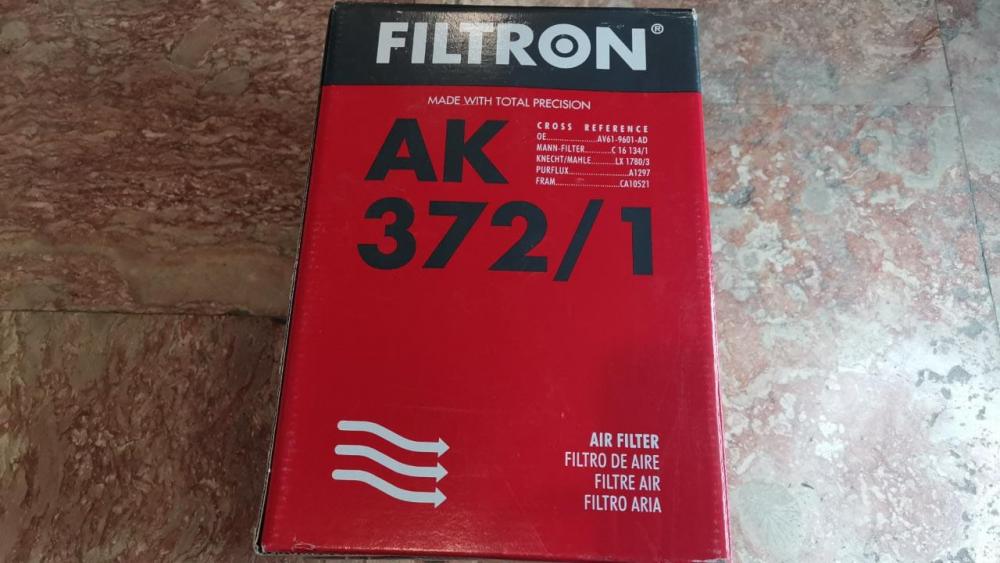 FILTRON®
MADE WITH TOTAL PRECISION
AK
372/1
CROSS REFERENCE
OE....................AV61-9601-AD
MANN-FILTER...........C 16 134/1
KNECHT/MAHLE..........LX 1780/3
PURFLUX.........................A1297
FRAM..........................CA10521
AIR FILTER
FILTRO DE AIRE
FILTRE AIR
FILTRO ARIA